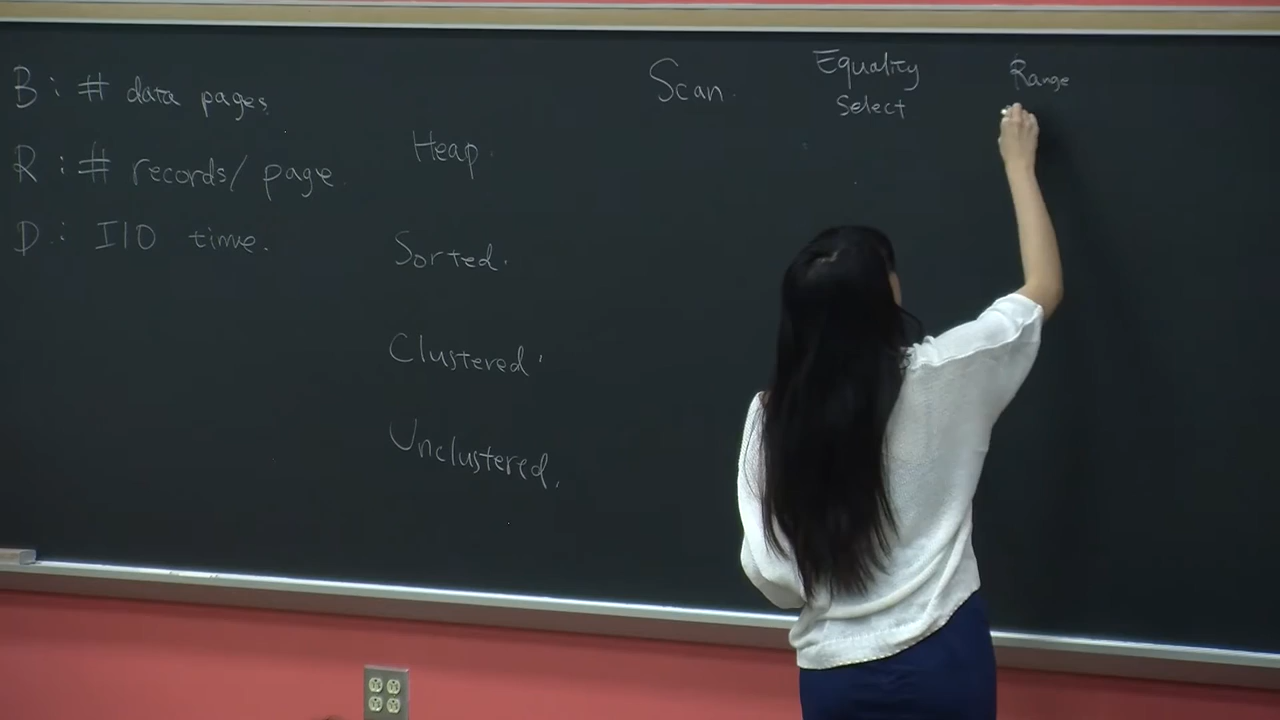 B : # data pages
R : # records/ page
D : I/O time.
Scan
Equality
Select
Range
Heap
Sorted.
Clustered
Unclustered